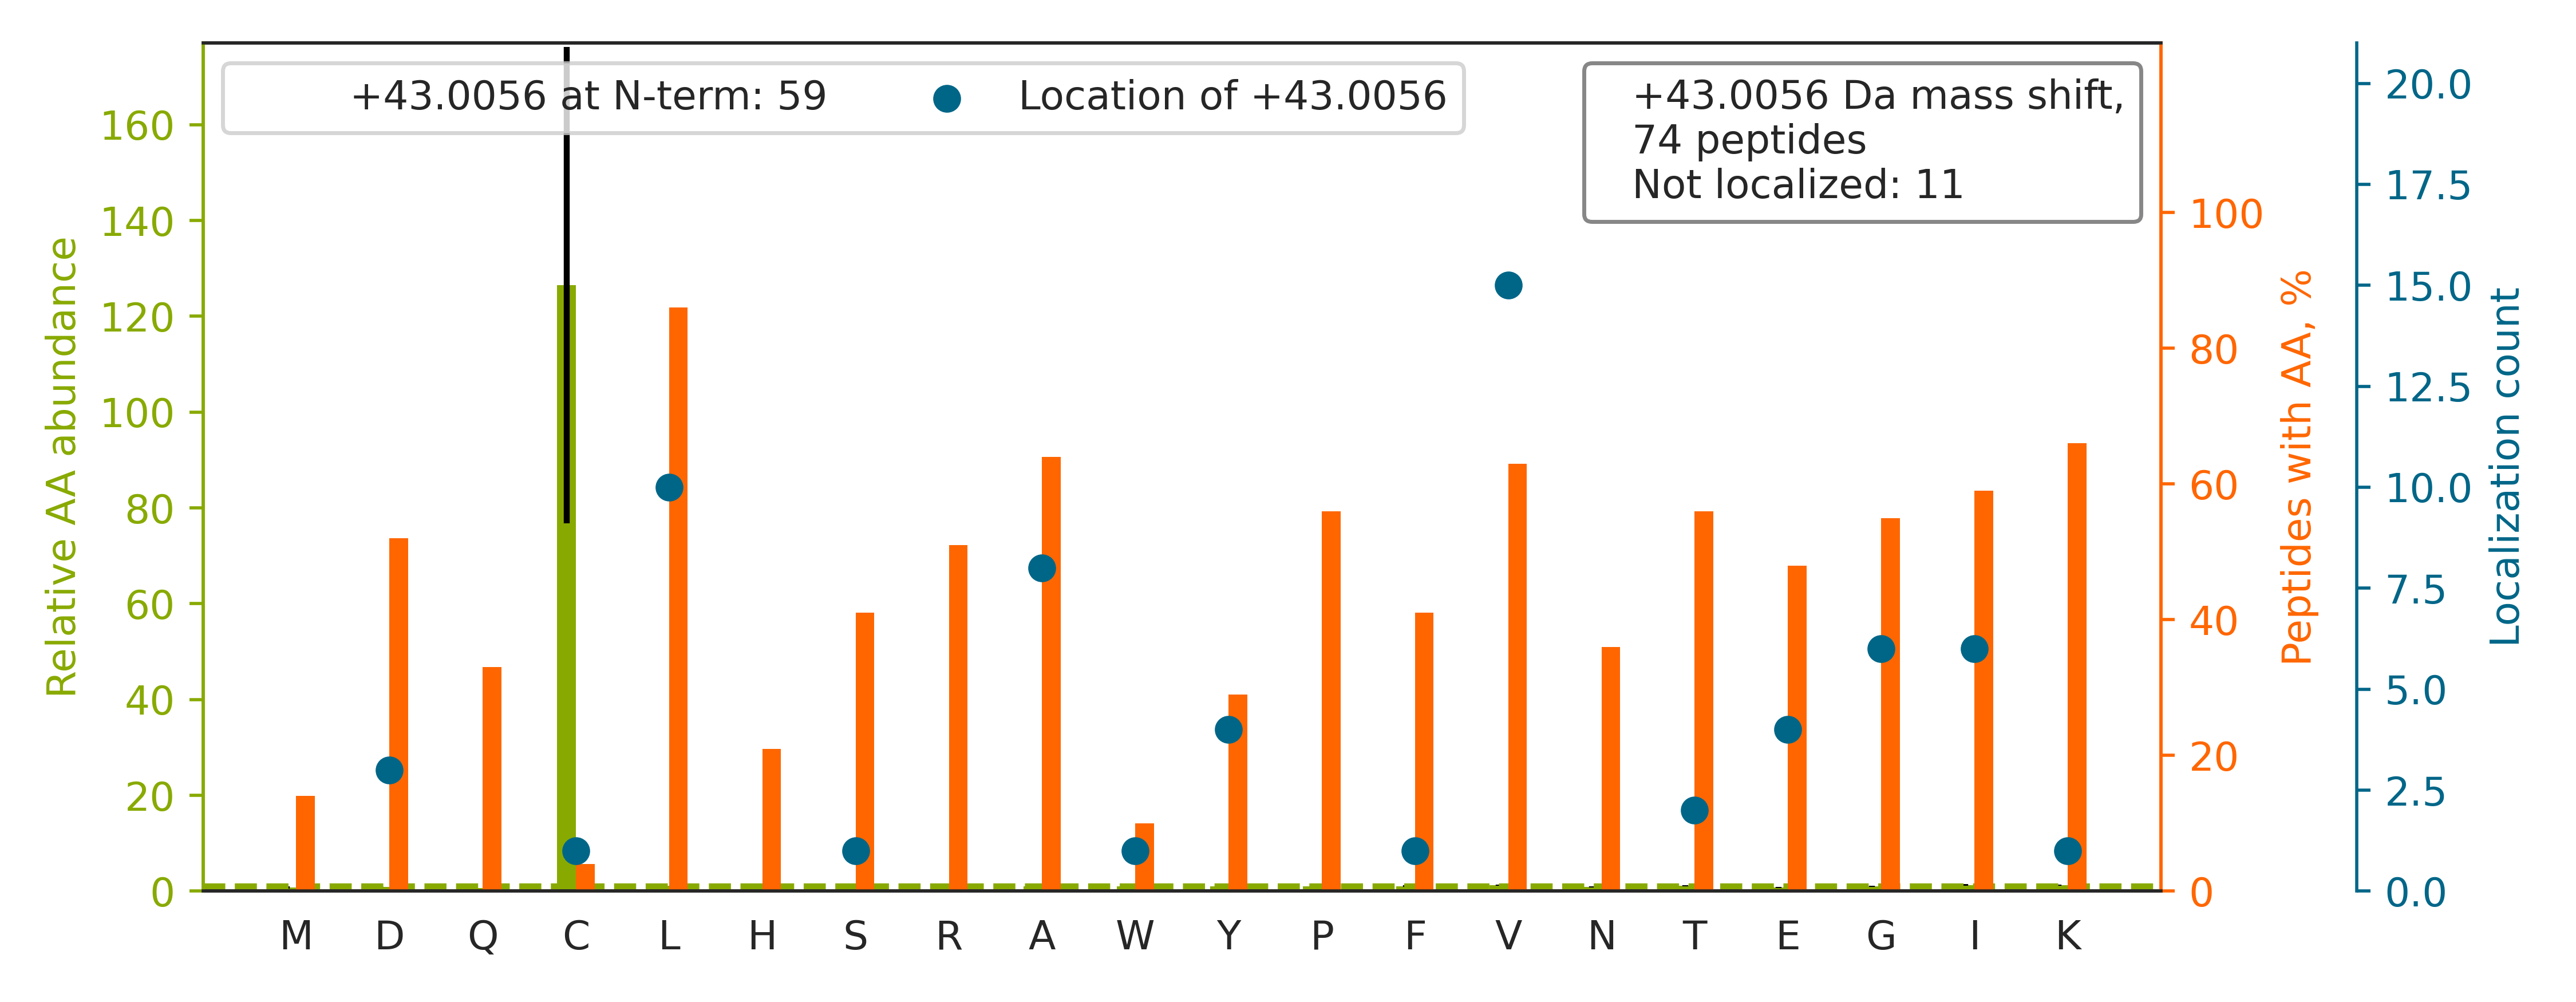 +43.0056 at N-term: 59
Location of +43.0056
+43.0056 Da mass shift,
74 peptides
Not localized: 11
Relative AA abundance
160
140
120
100
80
60
40
20
0
M D Q C L H S R A W Y P F V N T E G I K
100
80
60
40
20
0
Peptides with AA, %
20.0
17.5
15.0
12.5
10.0
7.5
5.0
2.5
0.0
Localization count